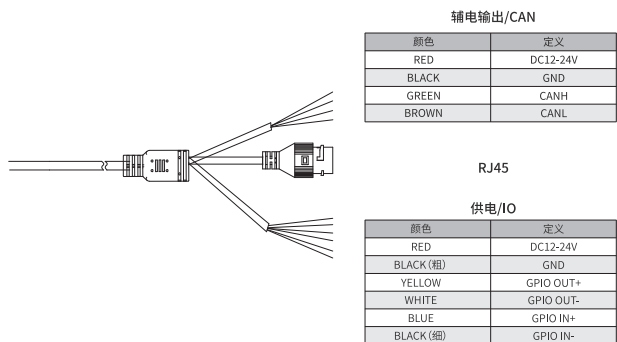 辅电输出/CAN
颜色 定义
RED DC12-24V
BLACK GND
GREEN CANH
BROWN CANL
RJ45
供电/IO
颜色 定义
RED DC12-24V
BLACK(粗) GND
YELLOW GPIO OUT+
WHITE GPIO OUT-
BLUE GPIO IN+
BLACK(细) GPIO IN-